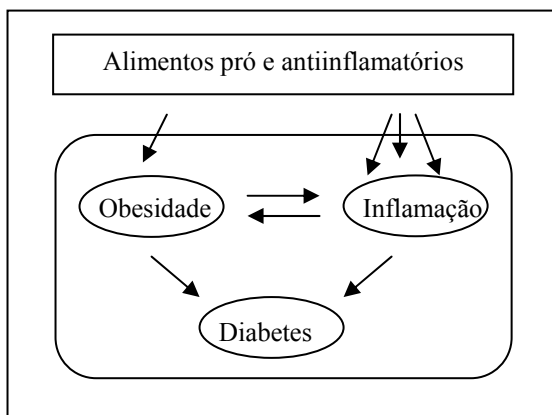 Alimentos pró e antiinflamatórios
Obesidade
Inflamação
Diabetes